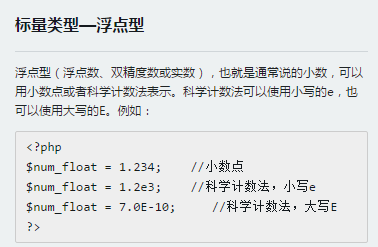 标量类型—浮点型
浮点型（浮点数、双精度数或实数），也就是通常说的小数，可以
用小数点或者科学计数法表示。科学计数法可以使用小写的e，也
可以使用大写的E。例如：
<?php
$num_float = 1.234;    //小数点
$num_float = 1.2e3;    //科学计数法，小写e
$num_float = 7.0E-10;    //科学计数法，大写E
?>